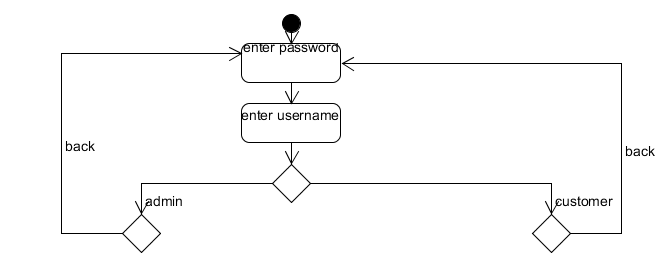 enter password
enter username
back
back
admin
customer